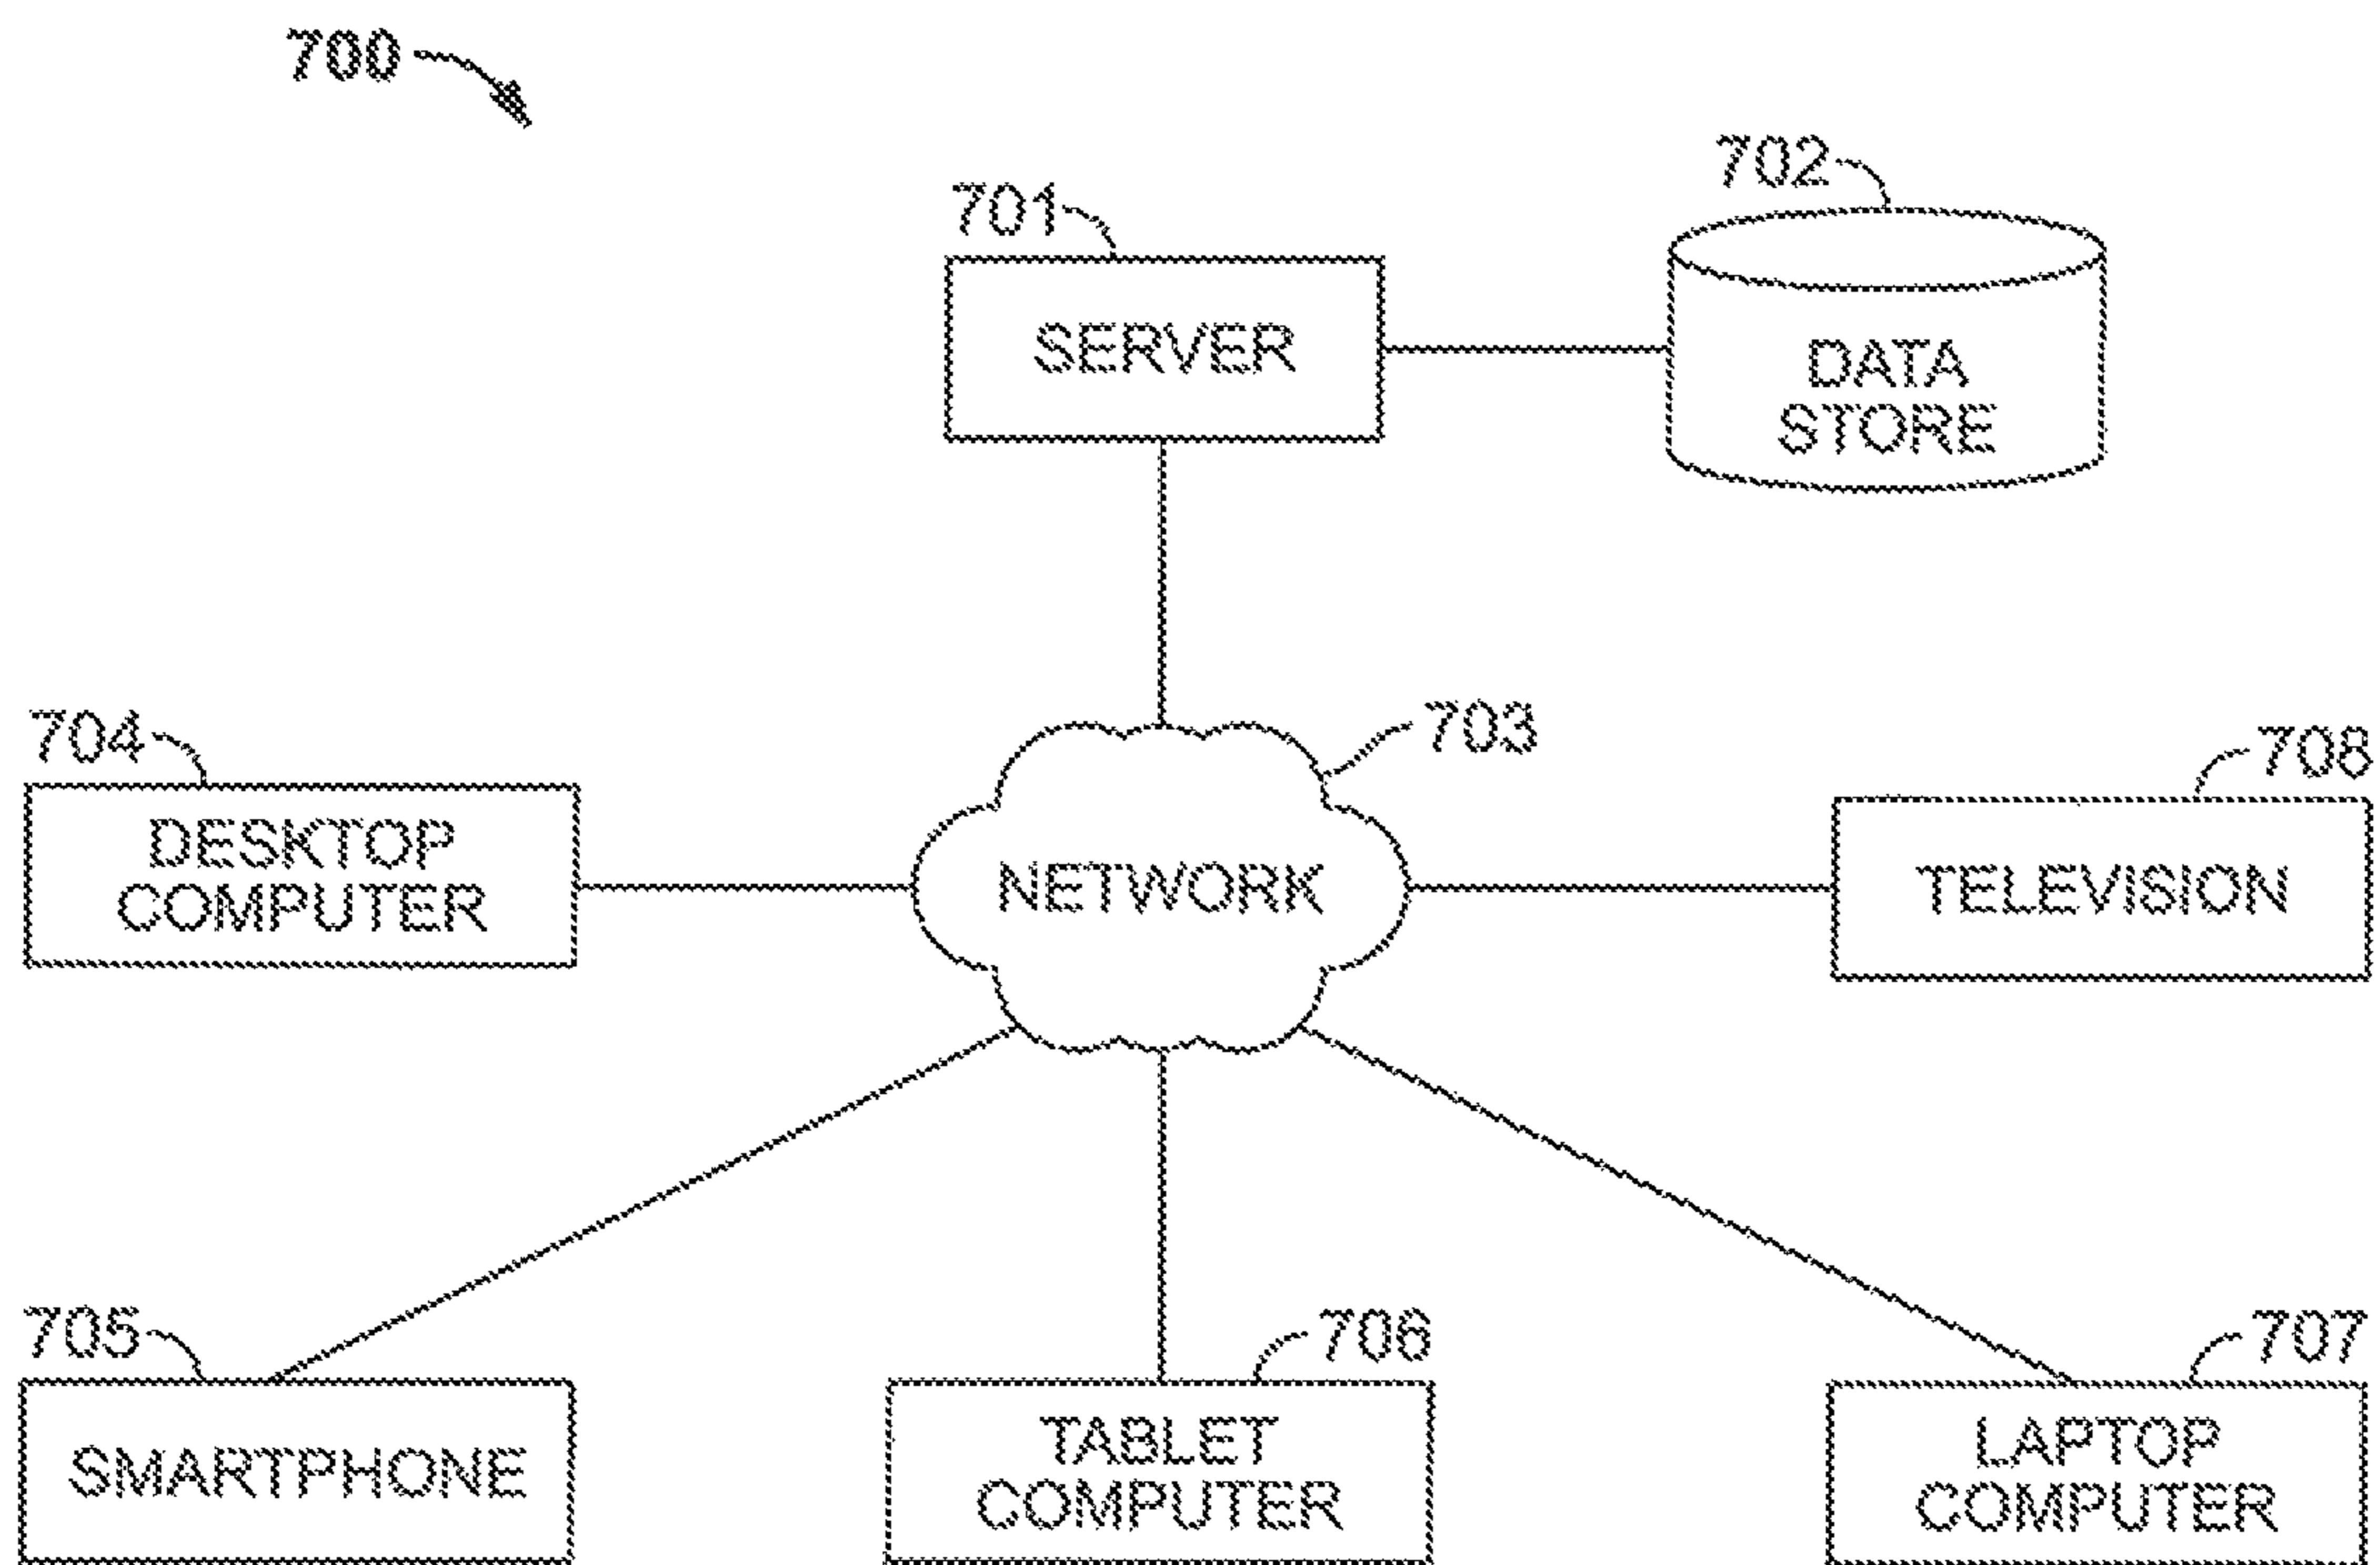 700
702
701
SERVER
DATA
STORE
703
704
708
DESKTOP
COMPUTER
NETWORK
TELEVISION
705
706
707
SMARTPHONE
TABLET
COMPUTER
LAPTOP
COMPUTER